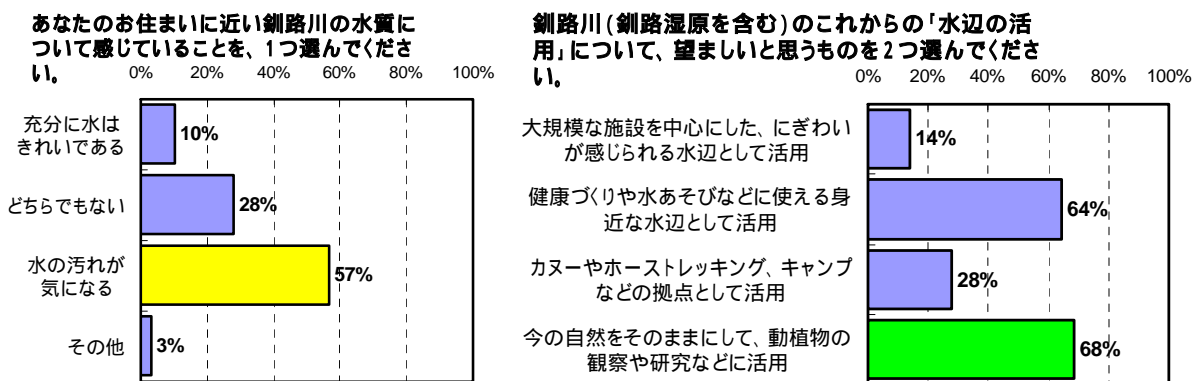 あなたのお住まいに近い釧路川の水質に
ついて感じていることを、1つ選んでくださ
い。
0% 20% 40% 60% 80% 100%
充分に水は
きれいである
10%
どちらでもない
28%
水の汚れが
気になる
57%
その他
3%
釧路川(釧路湿原を含む)のこれからの「水辺の活
用」について、望ましいと思うものを2つ選んでくださ
い。
0% 20% 40% 60% 80% 100%
大規模な施設を中心にした、にぎわい
が感じられる水辺として活用
14%
健康づくりや水あそびなどに使える身
近な水辺として活用
64%
カヌーやホーストレッキング、キャンプ
などの拠点として活用
28%
今の自然をそのままにして、動植物の
観察や研究などに活用
68%